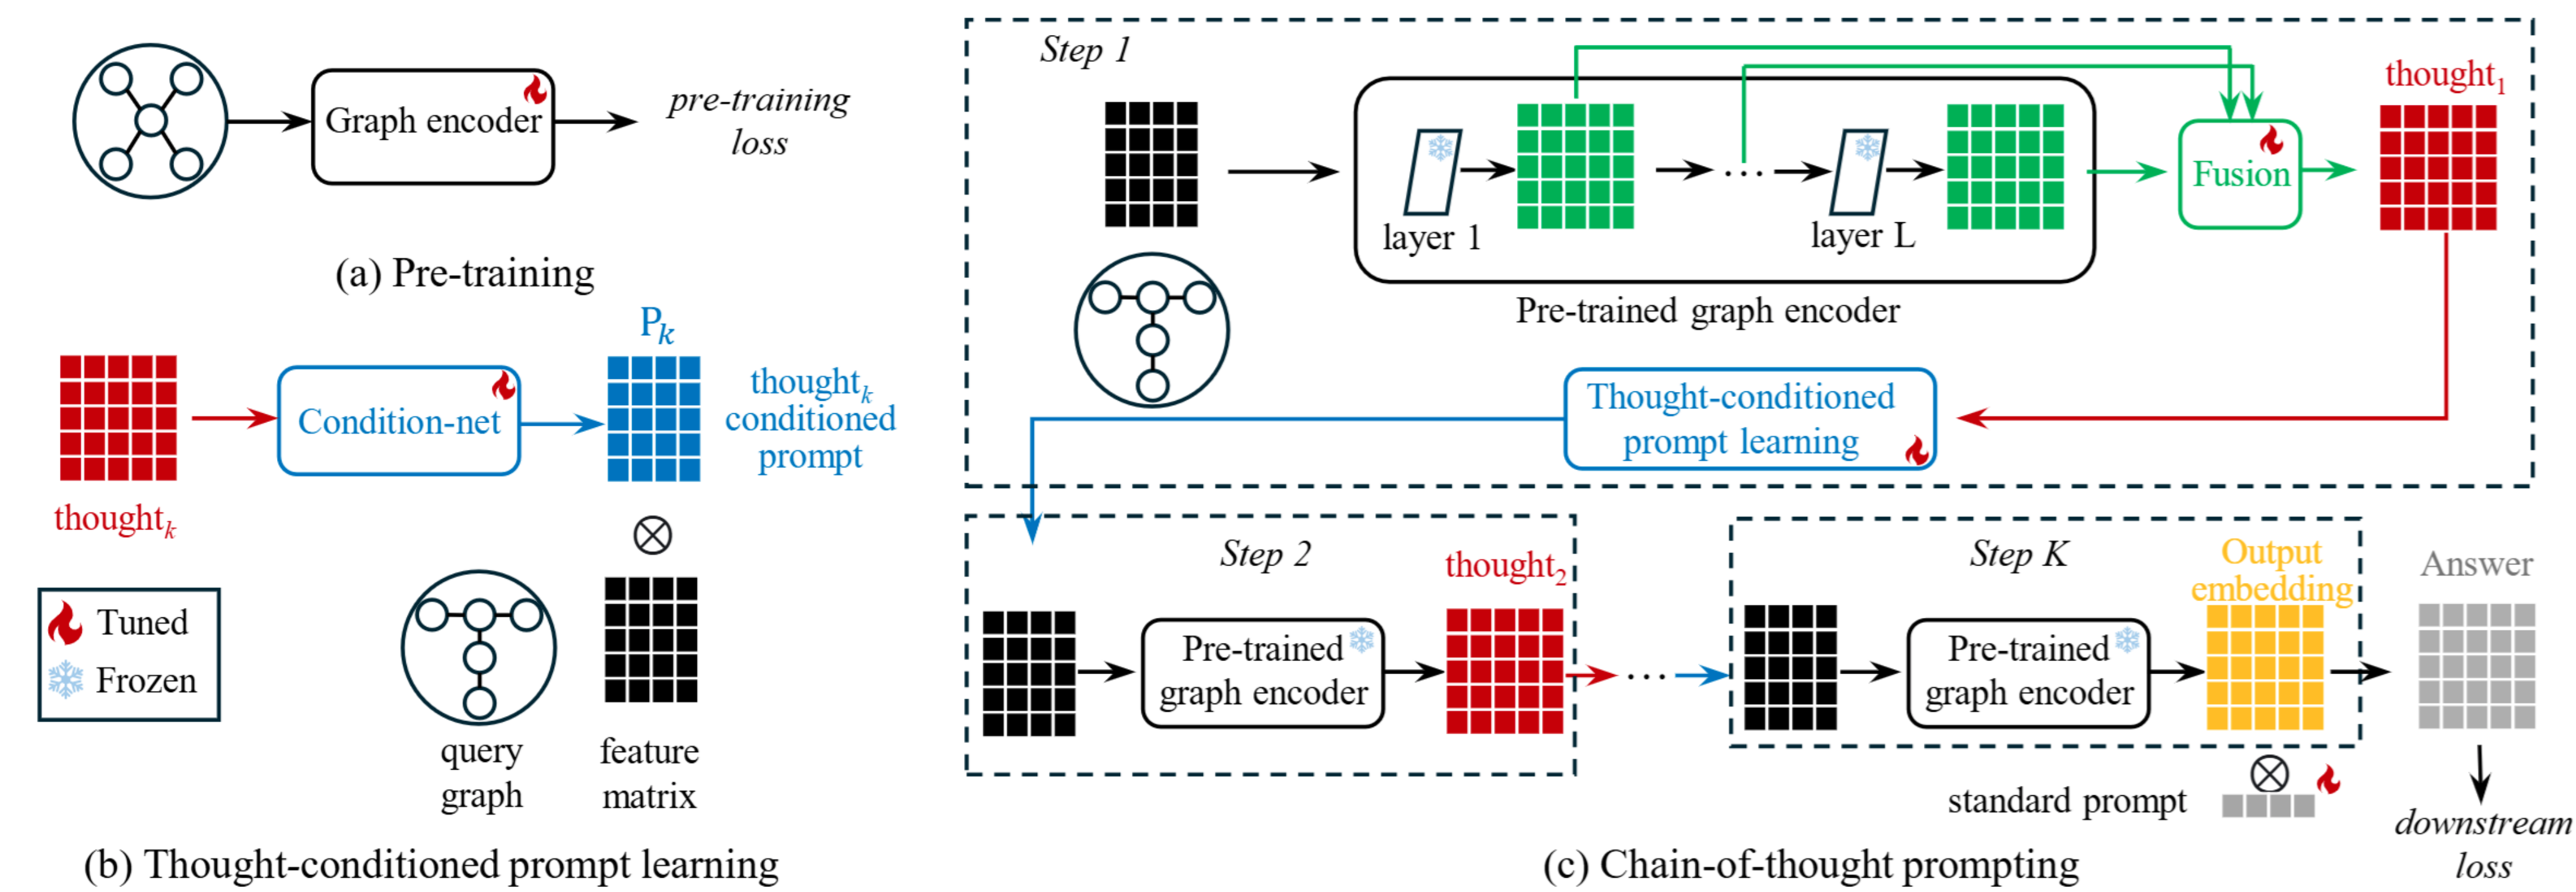 Graph encoder
pre-training
loss
(a) Pre-training
thought_k
Condition-net
P_k
thought_k
conditioned
prompt
Tuned
Frozen
query
graph
feature
matrix
(b) Thought-conditioned prompt learning
Step 1
layer 1
...
layer L
Pre-trained graph encoder
Fusion
thought_1
Thought-conditioned
prompt learning
Step 2
Pre-trained
graph encoder
thought_2
...
Step K
Pre-trained
graph encoder
Output
embedding
standard prompt
Answer
downstream
loss
(c) Chain-of-thought prompting